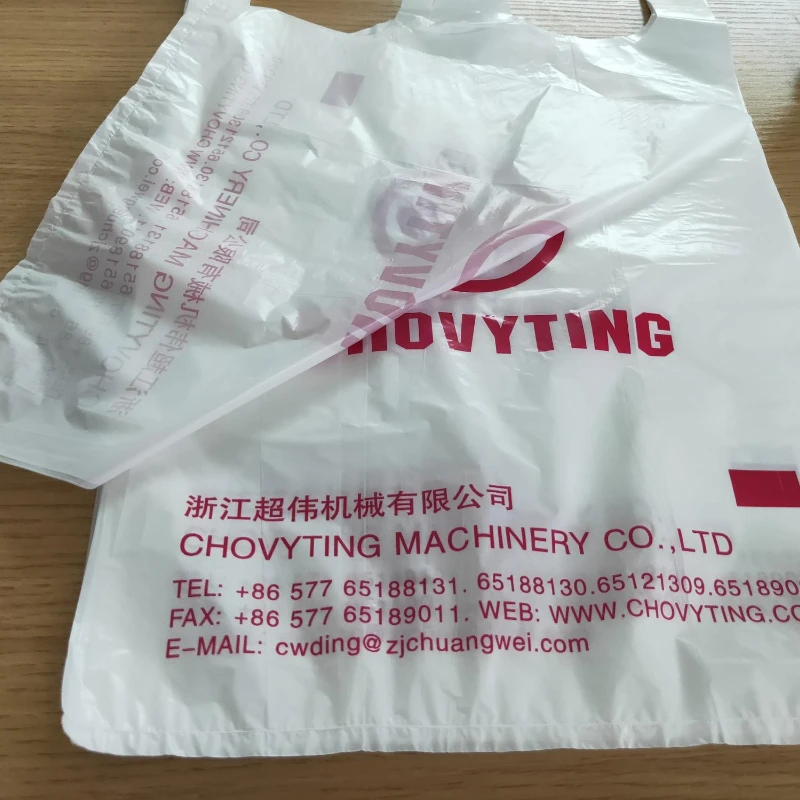 HOVYTING
浙江超伟机械有限公司
CHOVYTING MACHINERY CO.,LTD
TEL: +86 577 65188131. 65188130.65121309.651890
FAX: +86 577 65189011. WEB: WWW.CHOVYTING.CO
E-MAIL: cwding@zjchuangwei.com